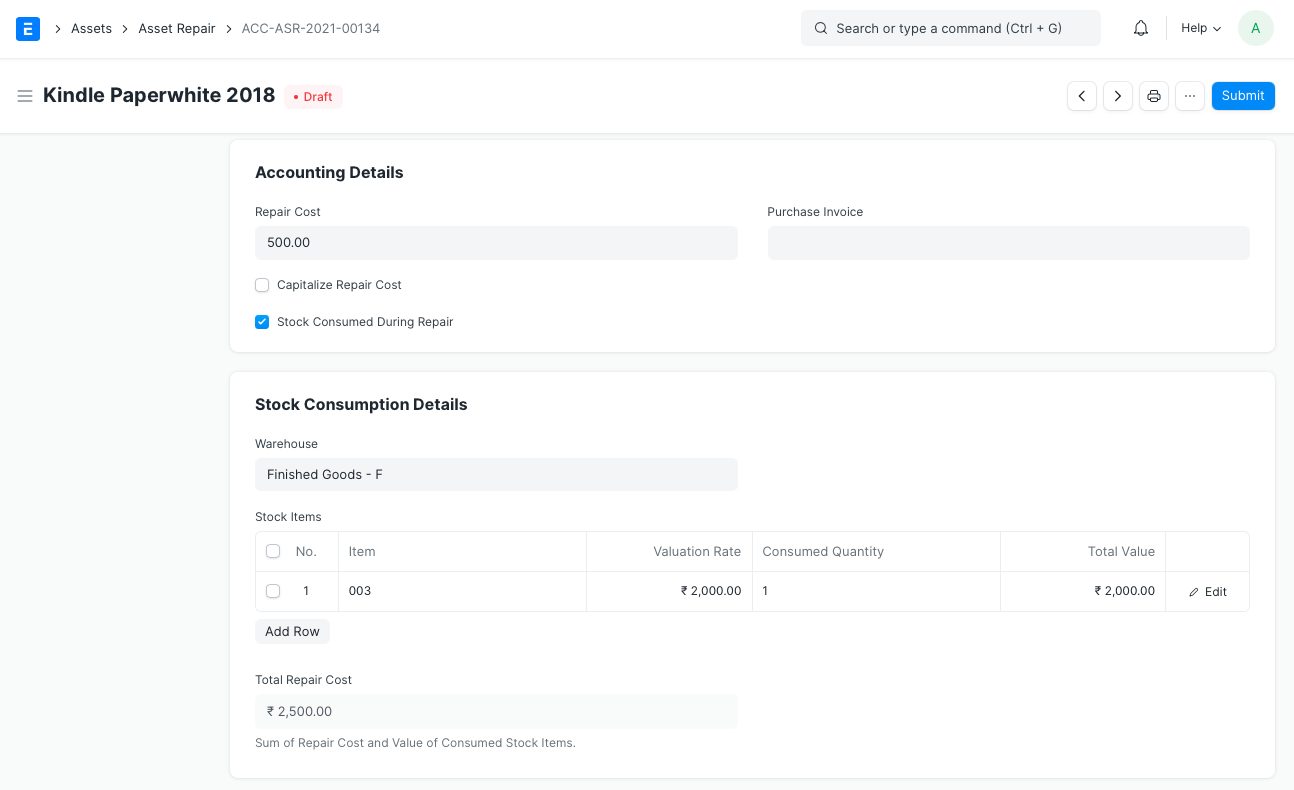 E Assets Asset Repair ACC-ASR-2021-00134 Search or type a command (Ctrl + G) Help A
Kindle Paperwhite 2018 • Draft ··· Submit
Accounting Details
Repair Cost Purchase Invoice
500.00
Capitalize Repair Cost
Stock Consumed During Repair
Stock Consumption Details
Warehouse
Finished Goods - F
Stock Items
No. Item Valuation Rate Consumed Quantity Total Value
1 003 ₹ 2,000.00 1 ₹ 2,000.00 Edit
Add Row
Total Repair Cost
₹ 2,500.00
Sum of Repair Cost and Value of Consumed Stock Items.